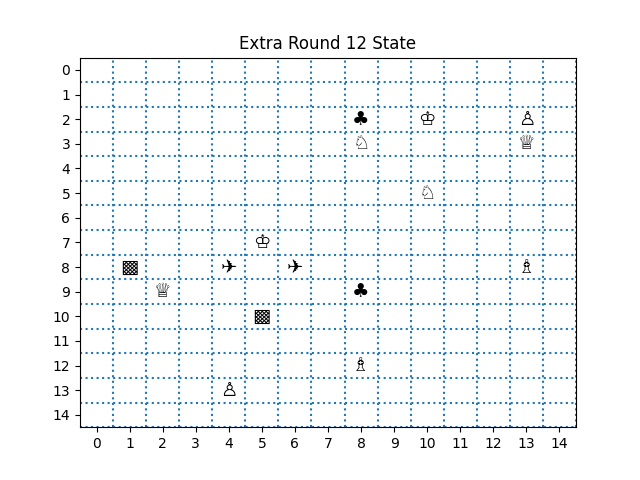 Extra Round 12 State
0
1
2 ♣ ♔ ♙
3 ♘ ♕
4
5 ♘
6
7 ♔
8 ▩ ✈ ✈ ♗
9 ♕ ♣
10 ▩
11
12 ♗
13 ♙
14
0 1 2 3 4 5 6 7 8 9 10 11 12 13 14